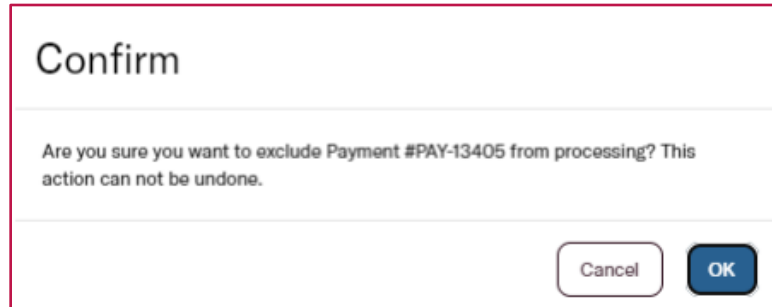 Confirm
Are you sure you want to exclude Payment #PAY-13405 from processing? This
action can not be undone.
Cancel
OK